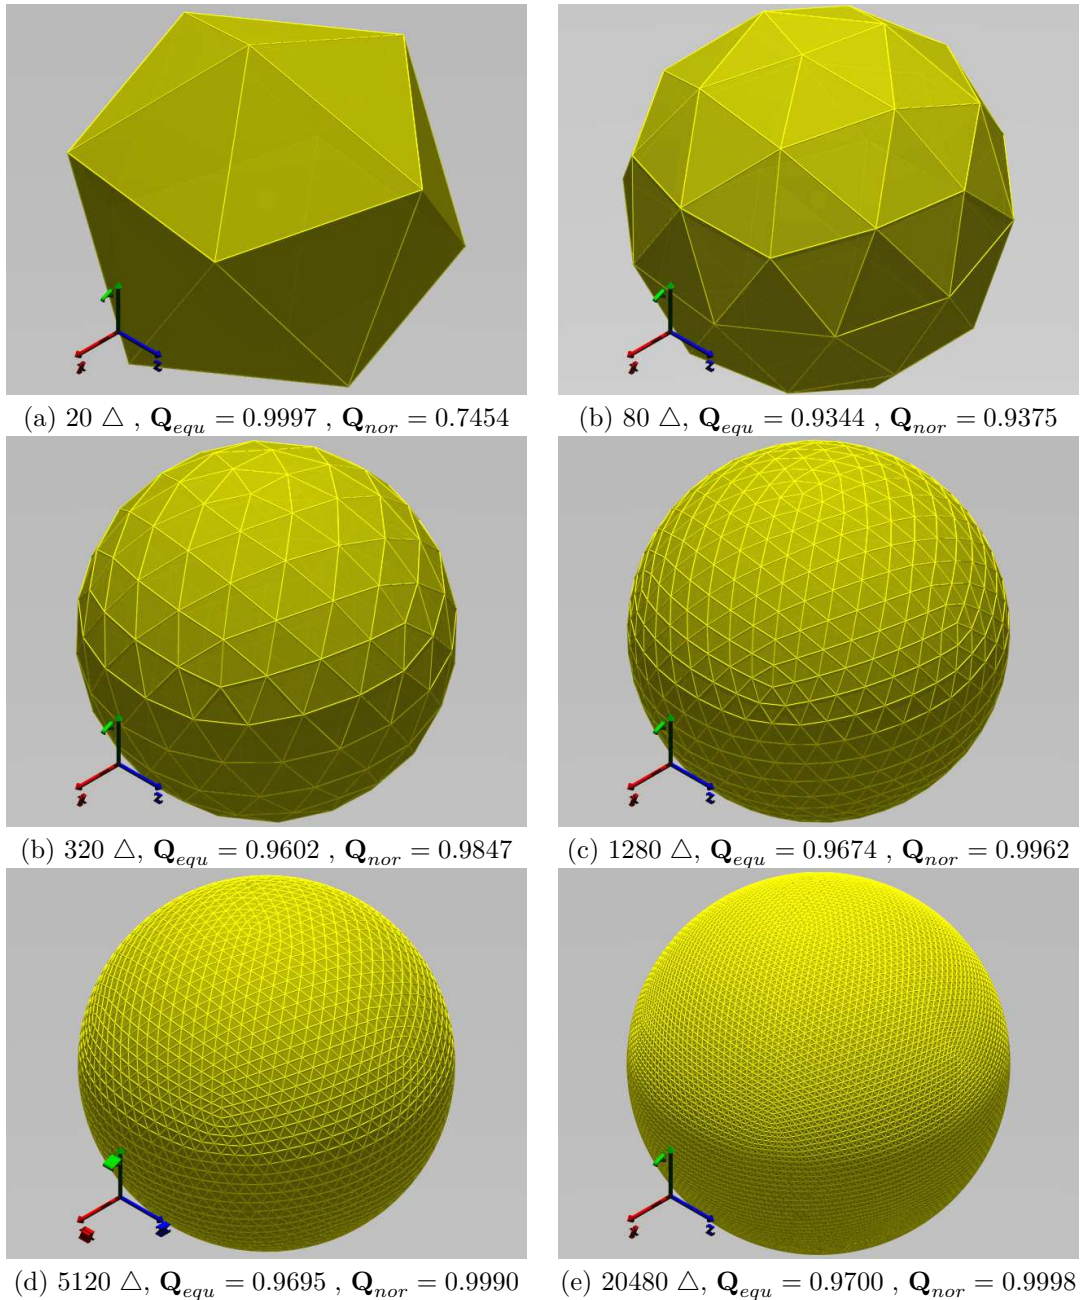 (a) 20 △ , Q_equ = 0.9997 , Q_nor = 0.7454
(b) 80 △, Q_equ = 0.9344 , Q_nor = 0.9375
(b) 320 △, Q_equ = 0.9602 , Q_nor = 0.9847
(c) 1280 △, Q_equ = 0.9674 , Q_nor = 0.9962
(d) 5120 △, Q_equ = 0.9695 , Q_nor = 0.9990
(e) 20480 △, Q_equ = 0.9700 , Q_nor = 0.9998